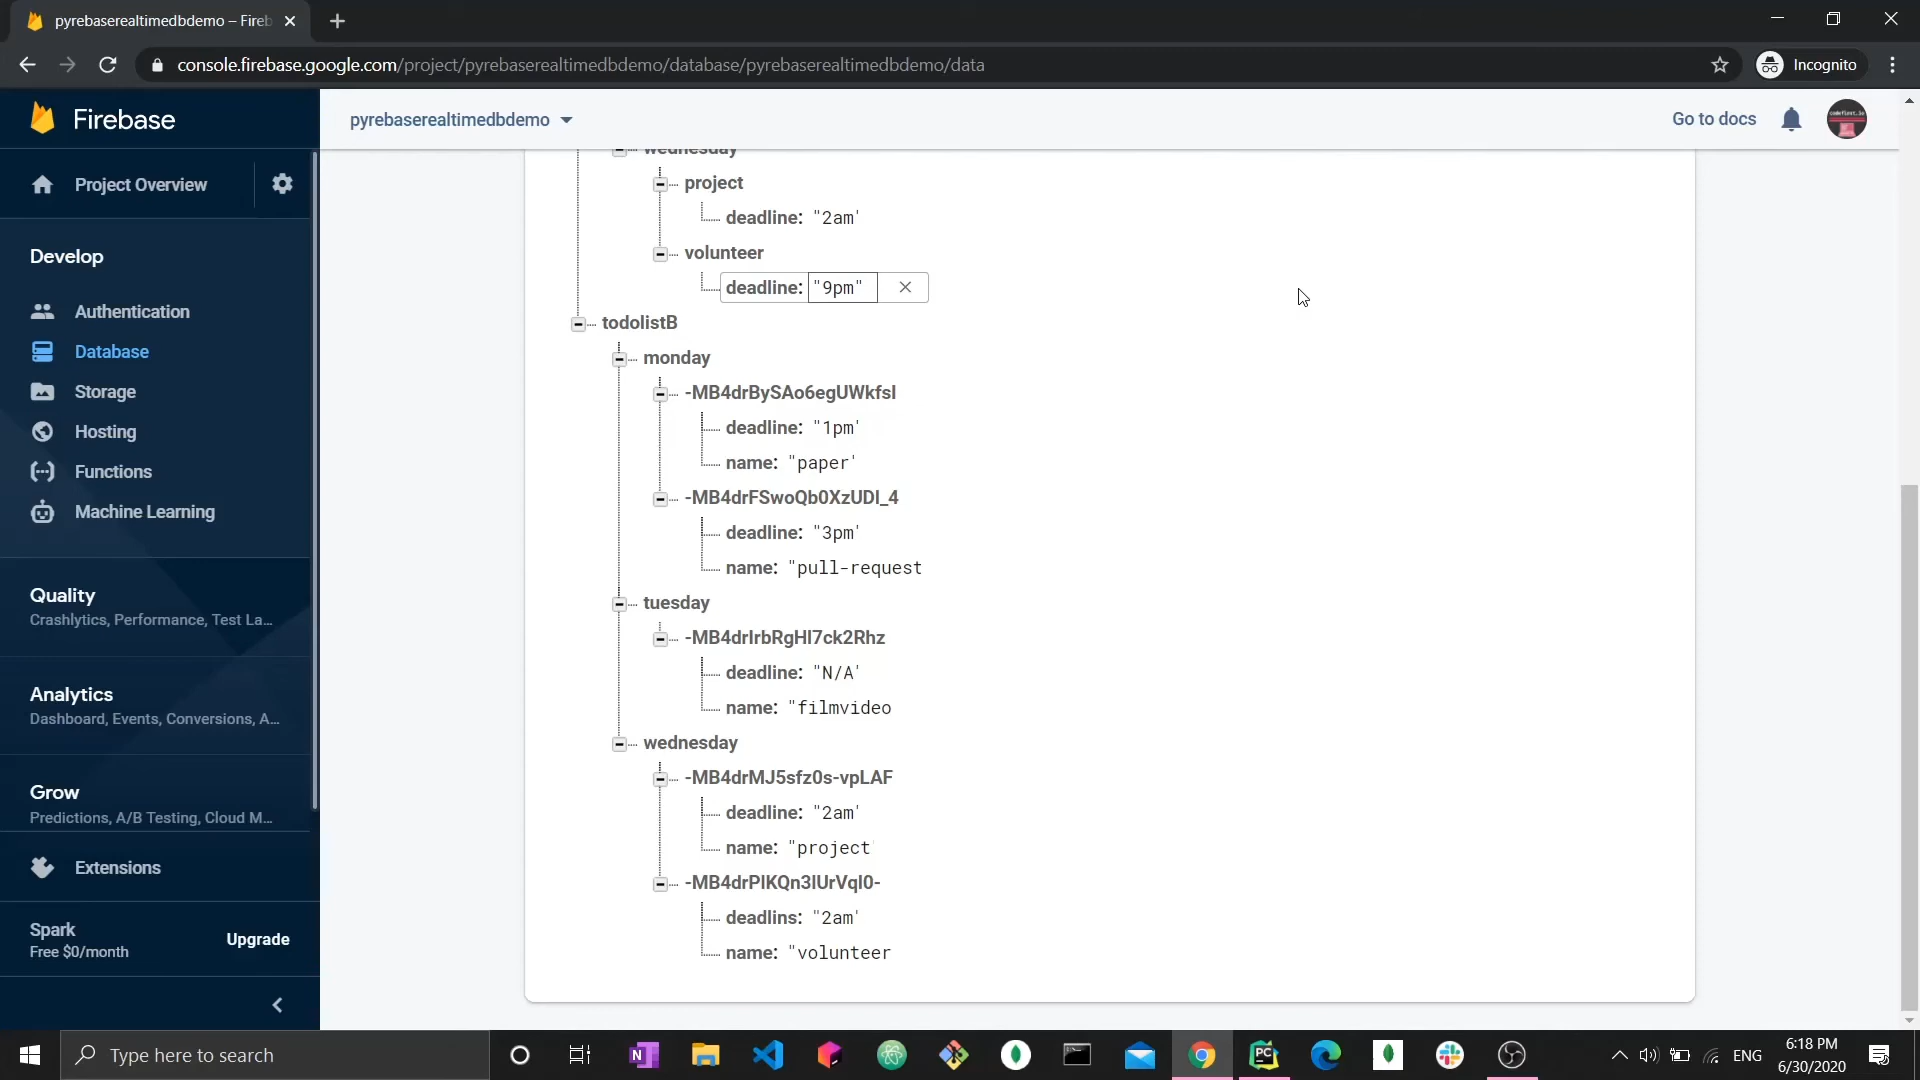 pyrebaserealtimedbdemo – Fireb
console.firebase.google.com/project/pyrebaserealtimedbdemo/database/pyrebaserealtimedbdemo/data
Incognito
Firebase
pyrebaserealtimedbdemo
Go to docs
Project Overview
Develop
Authentication
Database
Storage
Hosting
Functions
Machine Learning
Quality
Crashlytics, Performance, Test La...
Analytics
Dashboard, Events, Conversions, A...
Grow
Predictions, A/B Testing, Cloud M...
Extensions
Spark
Free $0/month
Upgrade
wednesday
project
deadline: "2am'
volunteer
deadline: "9pm"
todolistB
monday
-MB4drBySAo6egUWkfsI
deadline: "1pm'
name: "paper'
-MB4drFSwoQb0XzUDI_4
deadline: "3pm'
name: "pull-request
tuesday
-MB4drIrbRgHI7ck2Rhz
deadline: "N/A'
name: "filmvideo
wednesday
-MB4drMJ5sfz0s-vpLAF
deadline: "2am'
name: "project'
-MB4drPlKQn3lUrVqI0-
deadlins: "2am'
name: "volunteer
Type here to search
ENG
6:18 PM
6/30/2020